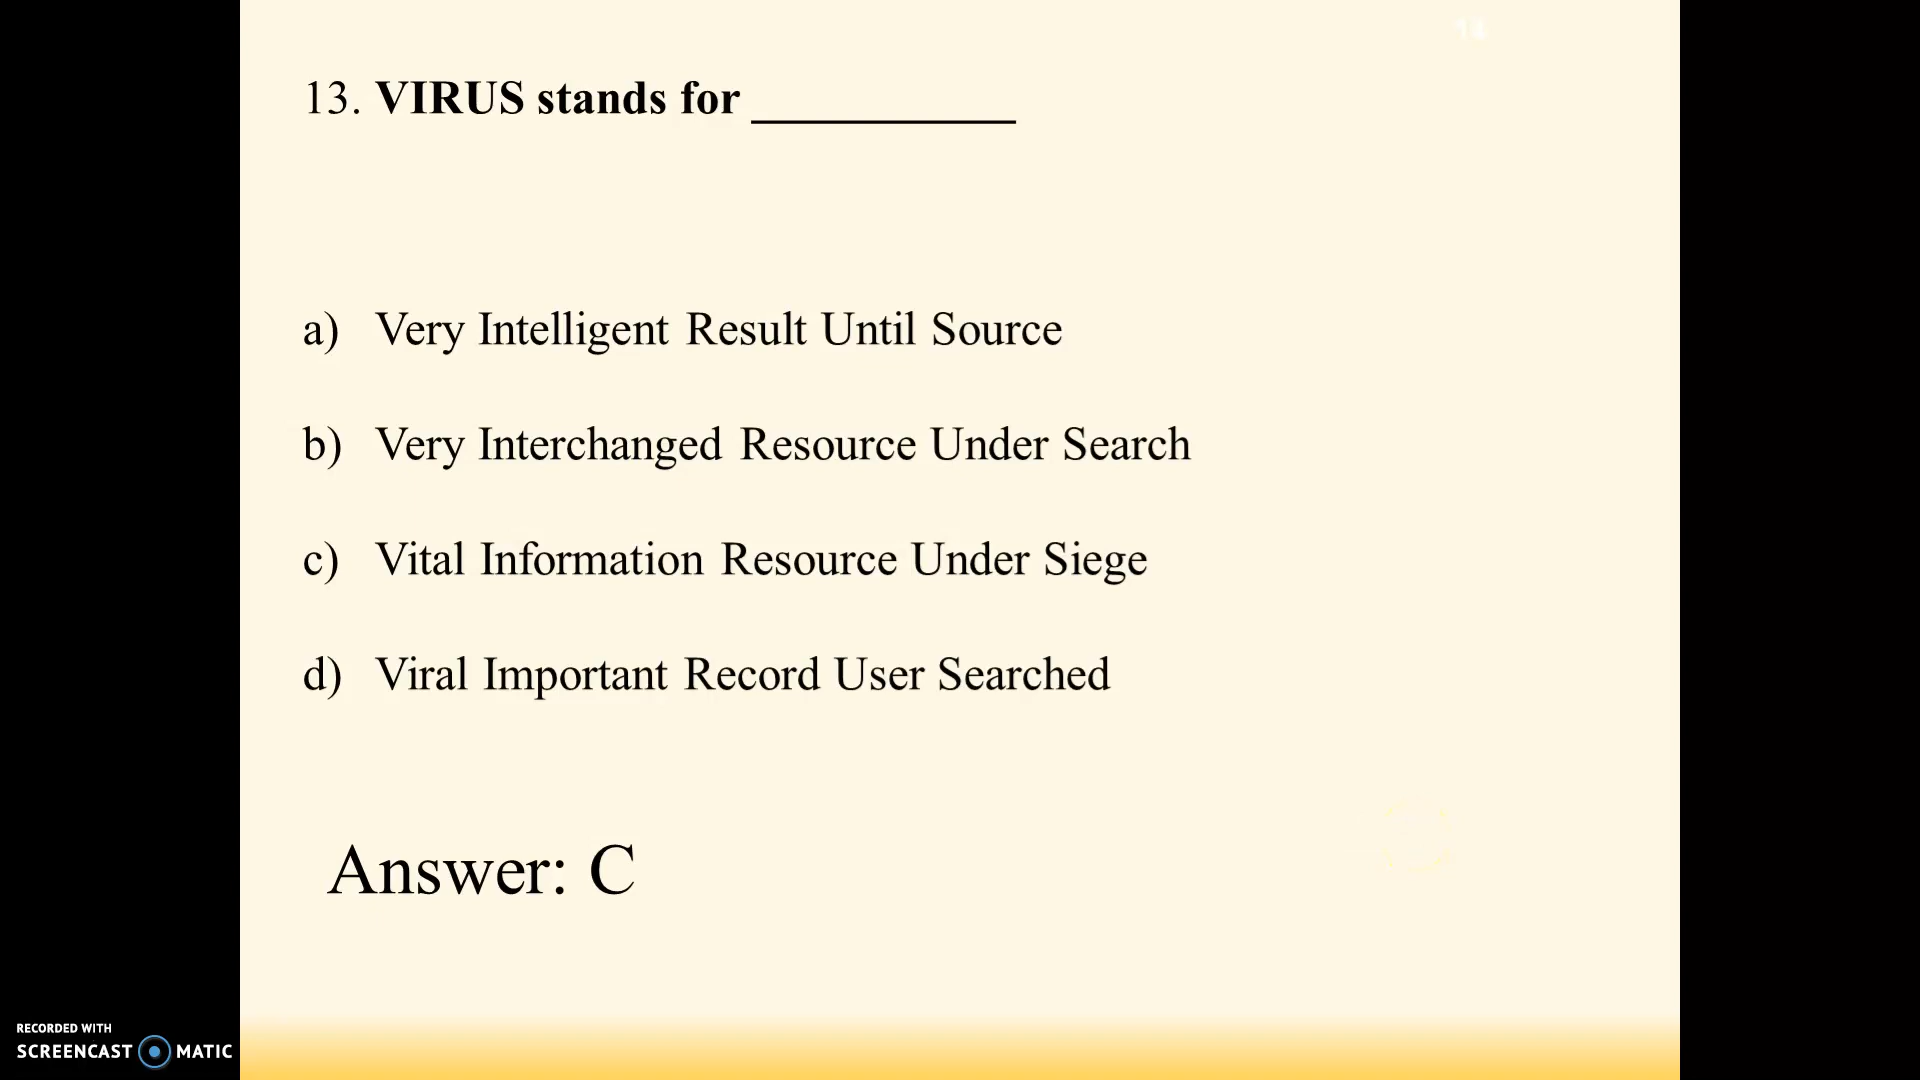 13. VIRUS stands for ___________
a) Very Intelligent Result Until Source
b) Very Interchanged Resource Under Search
c) Vital Information Resource Under Siege
d) Viral Important Record User Searched
Answer: C
RECORDED WITH
SCREENCAST MATIC